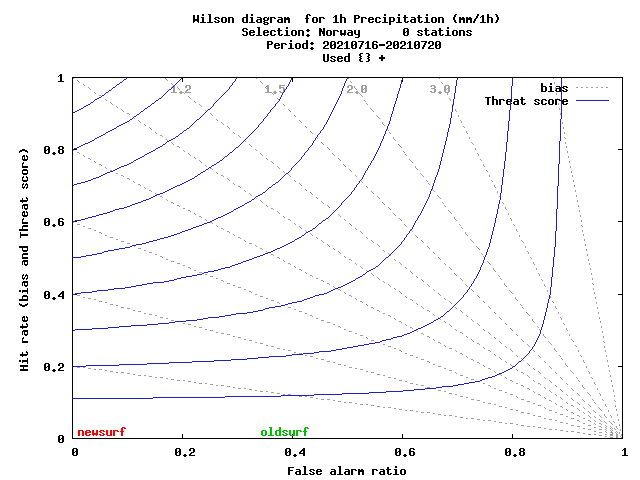 Wilson diagram  for 1h Precipitation (mm/1h)
Selection: Norway      0 stations
Period: 20210716-20210720
Used {} +
Hit rate (bias and Threat score)
1
0.8
0.6
0.4
0.2
0
1.2
1.5
2.0
3.0
bias
Threat score
newsurf
oldsurf
0
0.2
0.4
0.6
0.8
1
False alarm ratio